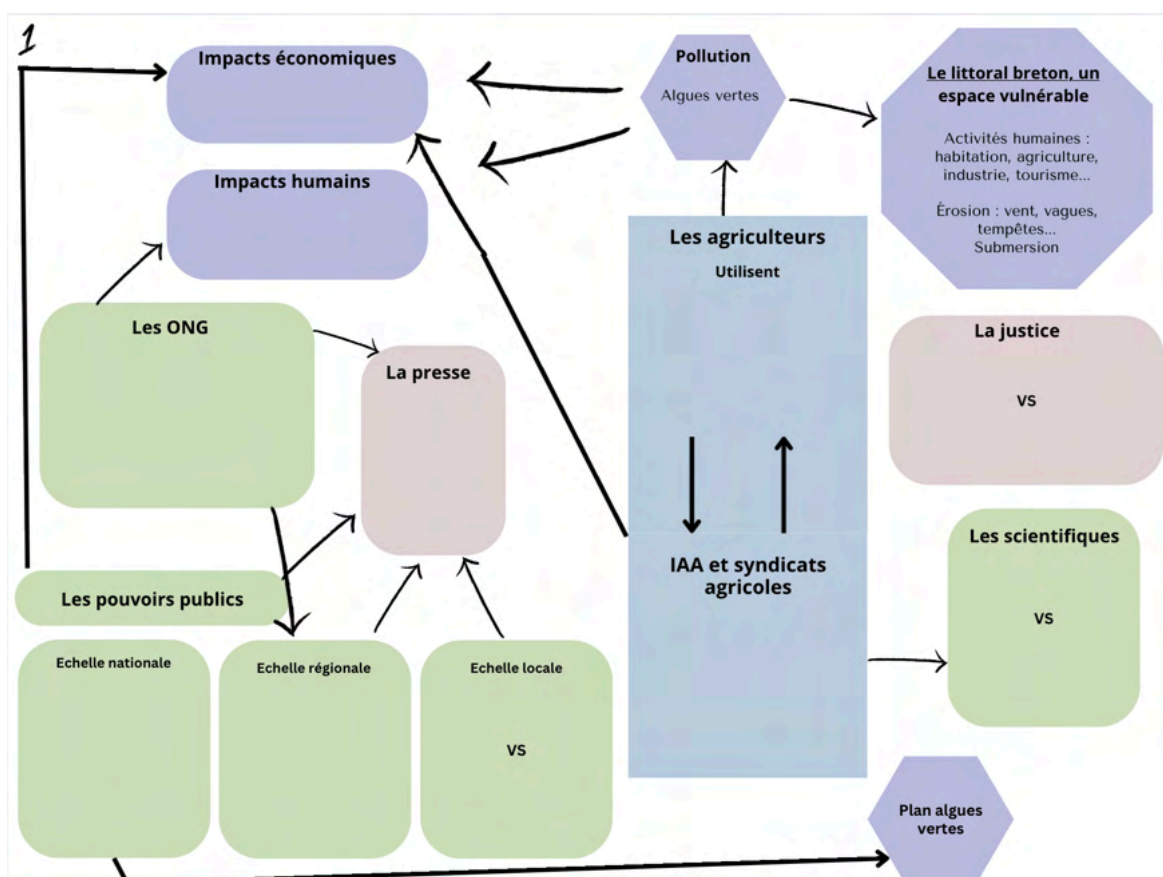 1
Impacts économiques
Pollution
Algues vertes
Le littoral breton, un
espace vulnérable
Activités humaines :
habitation, agriculture,
industrie, tourisme...
Érosion : vent, vagues,
tempêtes...
Submersion
Impacts humains
Les agriculteurs
Utilisent
Les ONG
La presse
La justice
VS
Les scientifiques
VS
IAA et syndicats
agricoles
Les pouvoirs publics
Echelle nationale
Echelle régionale
Echelle locale
VS
Plan algues
vertes